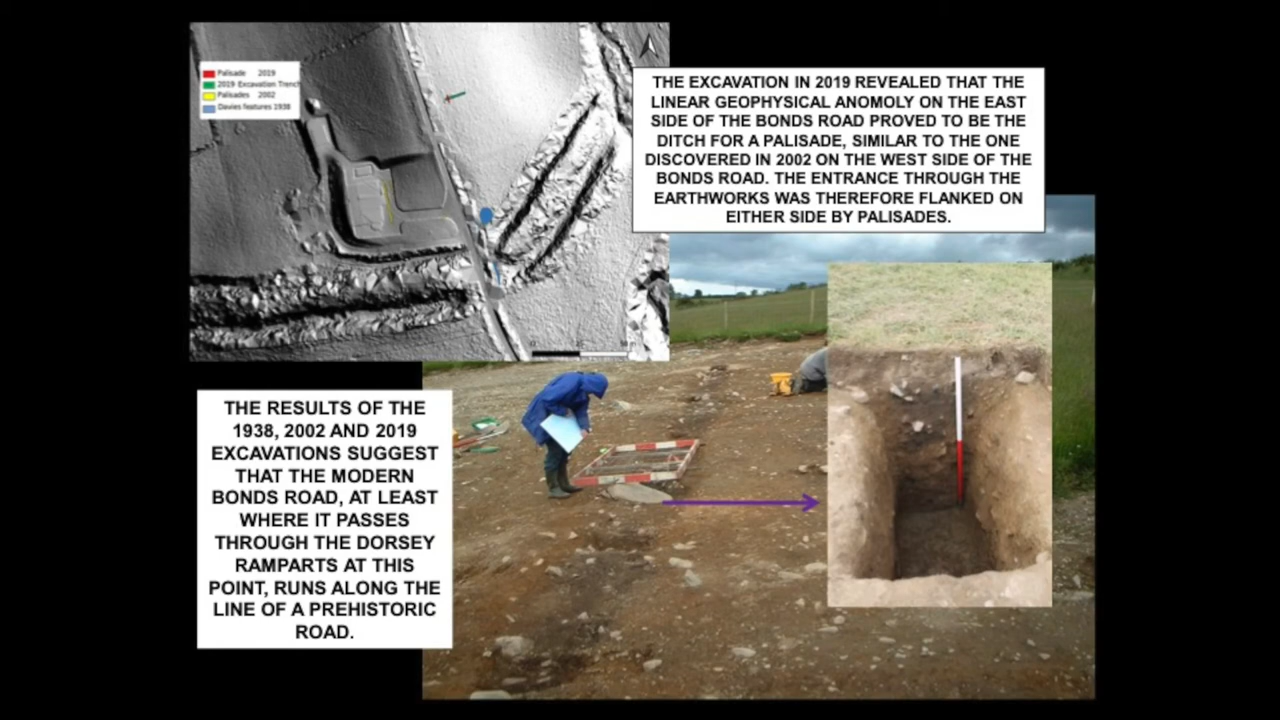 Palisade 2019
2019 Excavation Trench
Palisades 2002
Davies features 1938
THE EXCAVATION IN 2019 REVEALED THAT THE
LINEAR GEOPHYSICAL ANOMOLY ON THE EAST
SIDE OF THE BONDS ROAD PROVED TO BE THE
DITCH FOR A PALISADE, SIMILAR TO THE ONE
DISCOVERED IN 2002 ON THE WEST SIDE OF THE
BONDS ROAD. THE ENTRANCE THROUGH THE
EARTHWORKS WAS THEREFORE FLANKED ON
EITHER SIDE BY PALISADES.
THE RESULTS OF THE
1938, 2002 AND 2019
EXCAVATIONS SUGGEST
THAT THE MODERN
BONDS ROAD, AT LEAST
WHERE IT PASSES
THROUGH THE DORSEY
RAMPARTS AT THIS
POINT, RUNS ALONG THE
LINE OF A PREHISTORIC
ROAD.